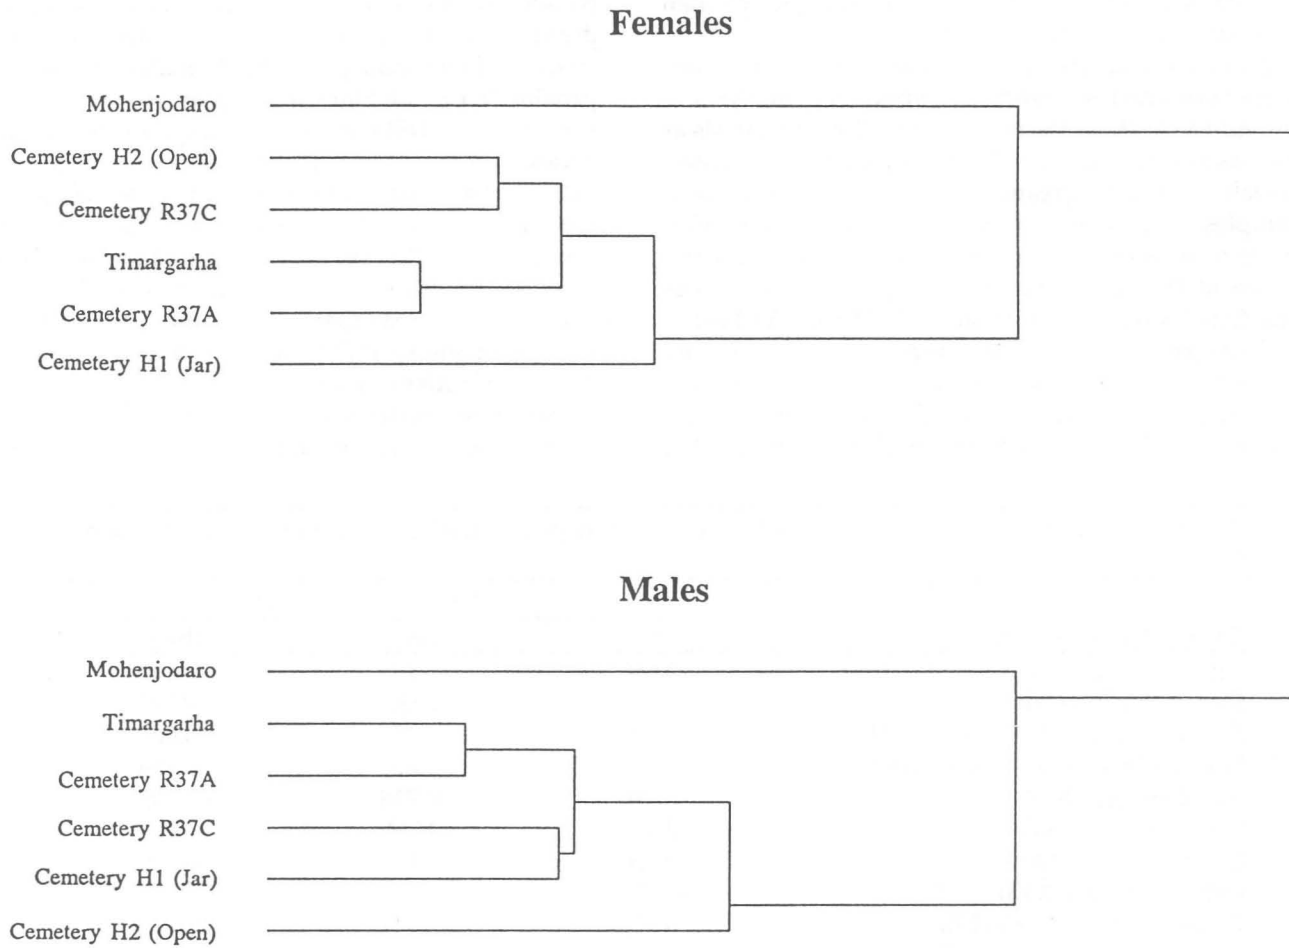 Females
Mohenjodaro
Cemetery H2 (Open)
Cemetery R37C
Timargarha
Cemetery R37A
Cemetery H1 (Jar)
Males
Mohenjodaro
Timargarha
Cemetery R37A
Cemetery R37C
Cemetery H1 (Jar)
Cemetery H2 (Open)